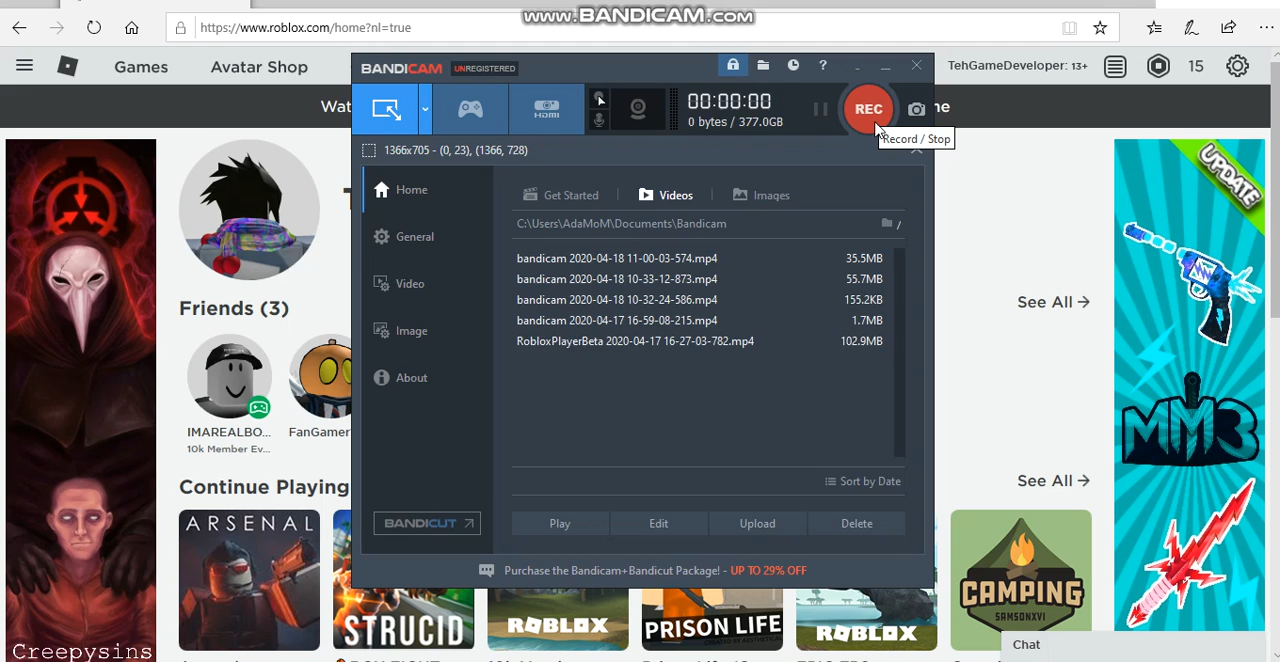 www.BANDICAM.com
https://www.roblox.com/home?nl=true
BANDICAM UNREGISTERED
?
Games
Avatar Shop
TehGameDeveloper: 13+
15
Wat
me
HDMI
00:00:00
0 bytes / 377.0GB
REC
Record / Stop
1366x705 - (0, 23), (1366, 728)
Home
General
Video
Image
About
BANDICUT
Get Started
Videos
Images
C:\Users\AdaMoM\Documents\Bandicam
/
bandicam 2020-04-18 11-00-03-574.mp4 35.5MB
bandicam 2020-04-18 10-33-12-873.mp4 55.7MB
bandicam 2020-04-18 10-32-24-586.mp4 155.2KB
bandicam 2020-04-17 16-59-08-215.mp4 1.7MB
RobloxPlayerBeta 2020-04-17 16-27-03-782.mp4 102.9MB
Sort by Date
Play
Edit
Upload
Delete
Purchase the Bandicam+Bandicut Package! - UP TO 29% OFF
Friends (3)
See All
IMAREALBO...
10k Member Ev...
FanGamer
Continue Playing
See All
ARSENAL
STRUCID
ROBLOX
PRISON LIFE
ROBLOX
CAMPING
SAMSONXVI
Chat
Creepysins
UPDATE
MM3